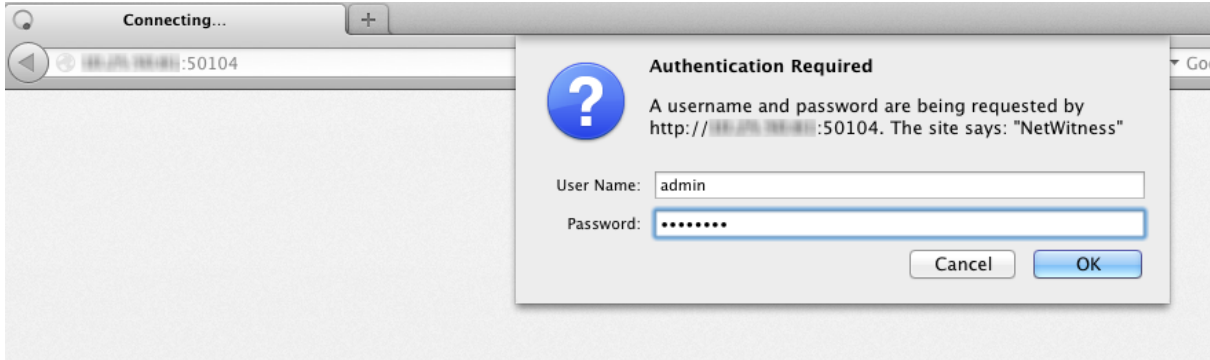 Connecting...
:50104
Authentication Required
A username and password are being requested by
http:// :50104. The site says: "NetWitness"
User Name: admin
Password: ••••••••
Cancel OK